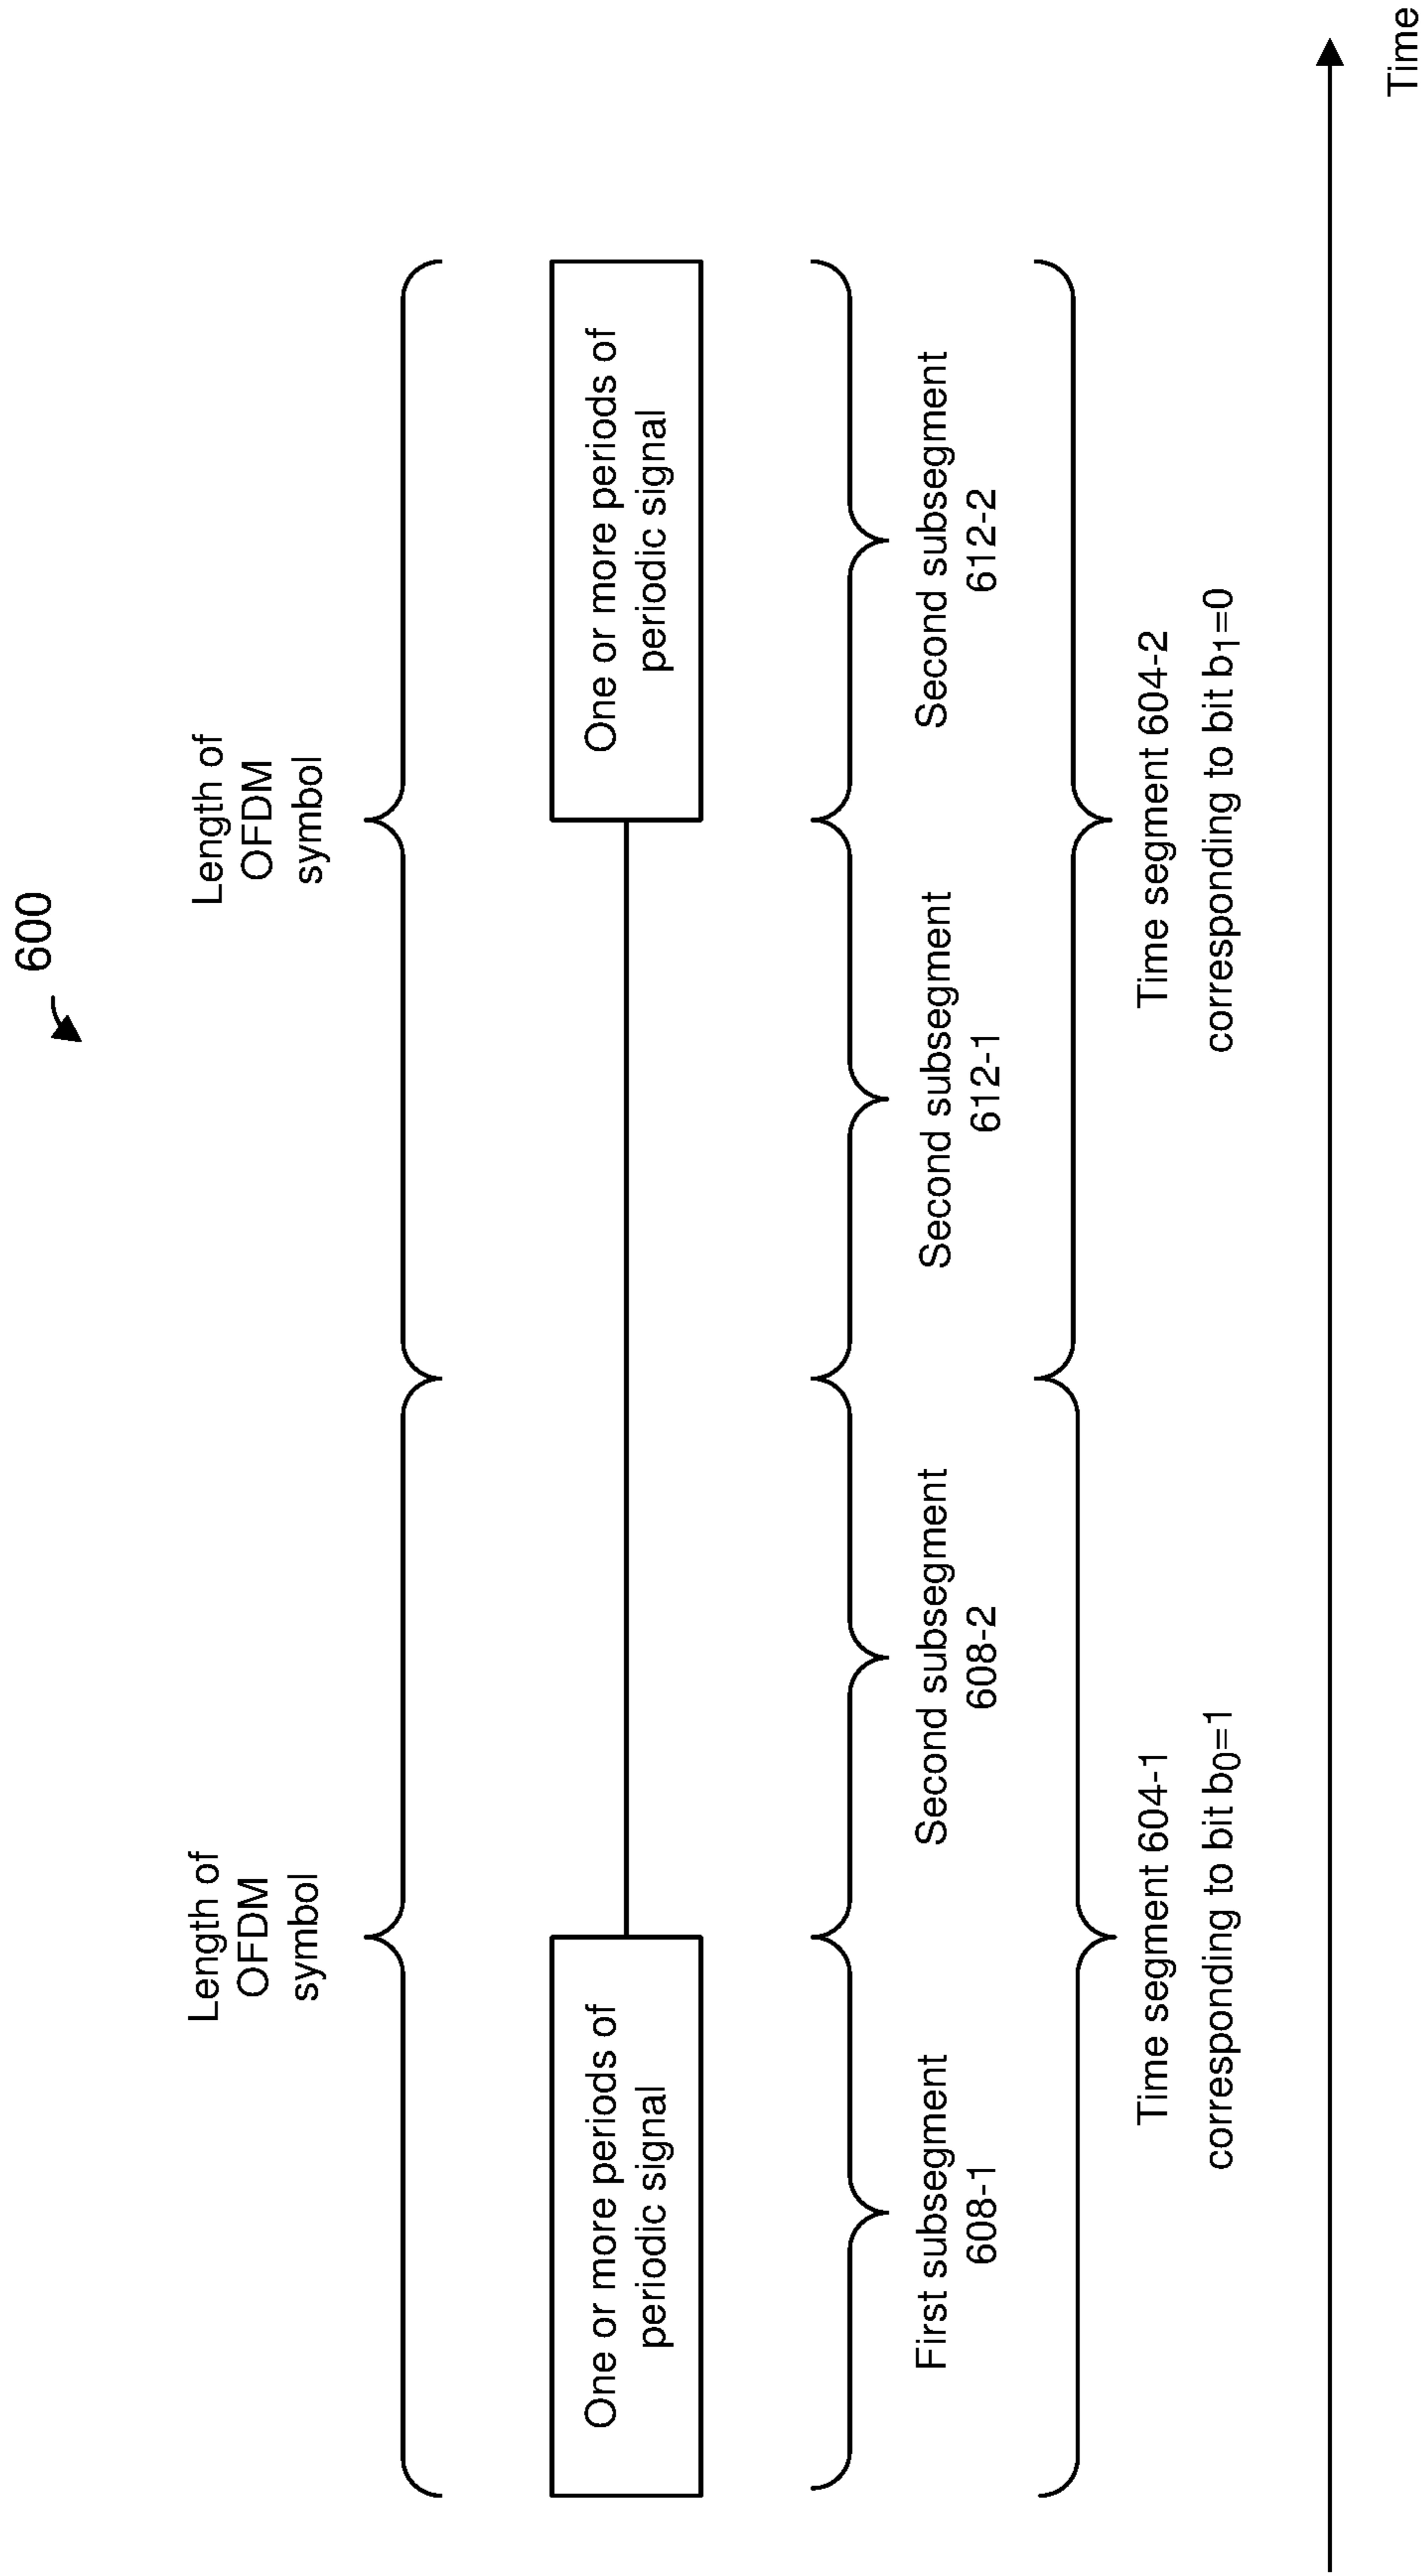 600
Length of
OFDM
symbol
Length of
OFDM
symbol
One or more periods of
periodic signal
One or more periods of
periodic signal
First subsegment
608-1
Second subsegment
608-2
Second subsegment
612-1
Second subsegment
612-2
Time segment 604-1
corresponding to bit b0=1
Time segment 604-2
corresponding to bit b1=0
Time